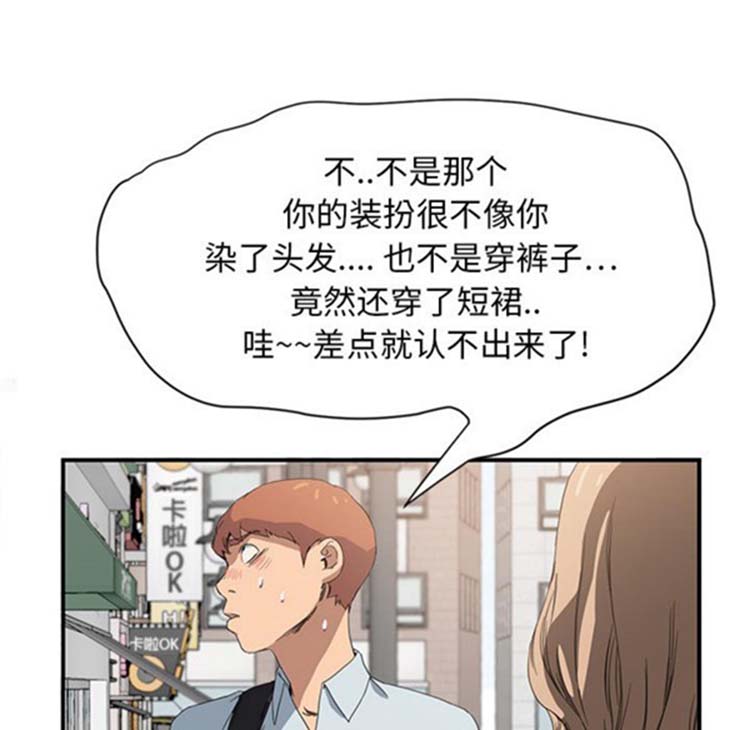 不..不是那个
你的装扮很不像你
染了头发.... 也不是穿裤子...
竟然还穿了短裙..
哇~~差点就认不出来了!
卡啦OK
卡啦OK